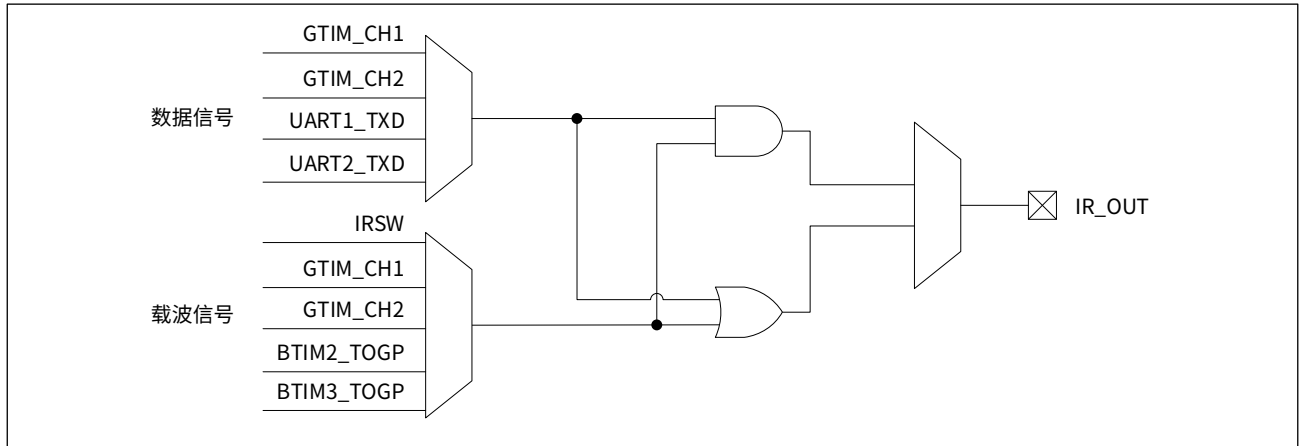 GTIM_CH1
GTIM_CH2
数据信号
UART1_TXD
UART2_TXD
IRSW
GTIM_CH1
载波信号
GTIM_CH2
BTIM2_TOGP
BTIM3_TOGP
IR_OUT